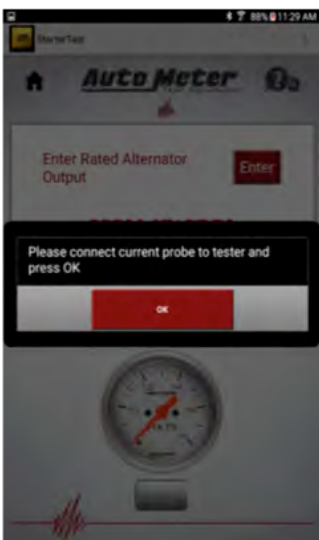 88% 11:29 AM
StarterTest
Auto Meter
Enter Rated Alternator
Output
Enter
Please connect current probe to tester and
press OK
OK